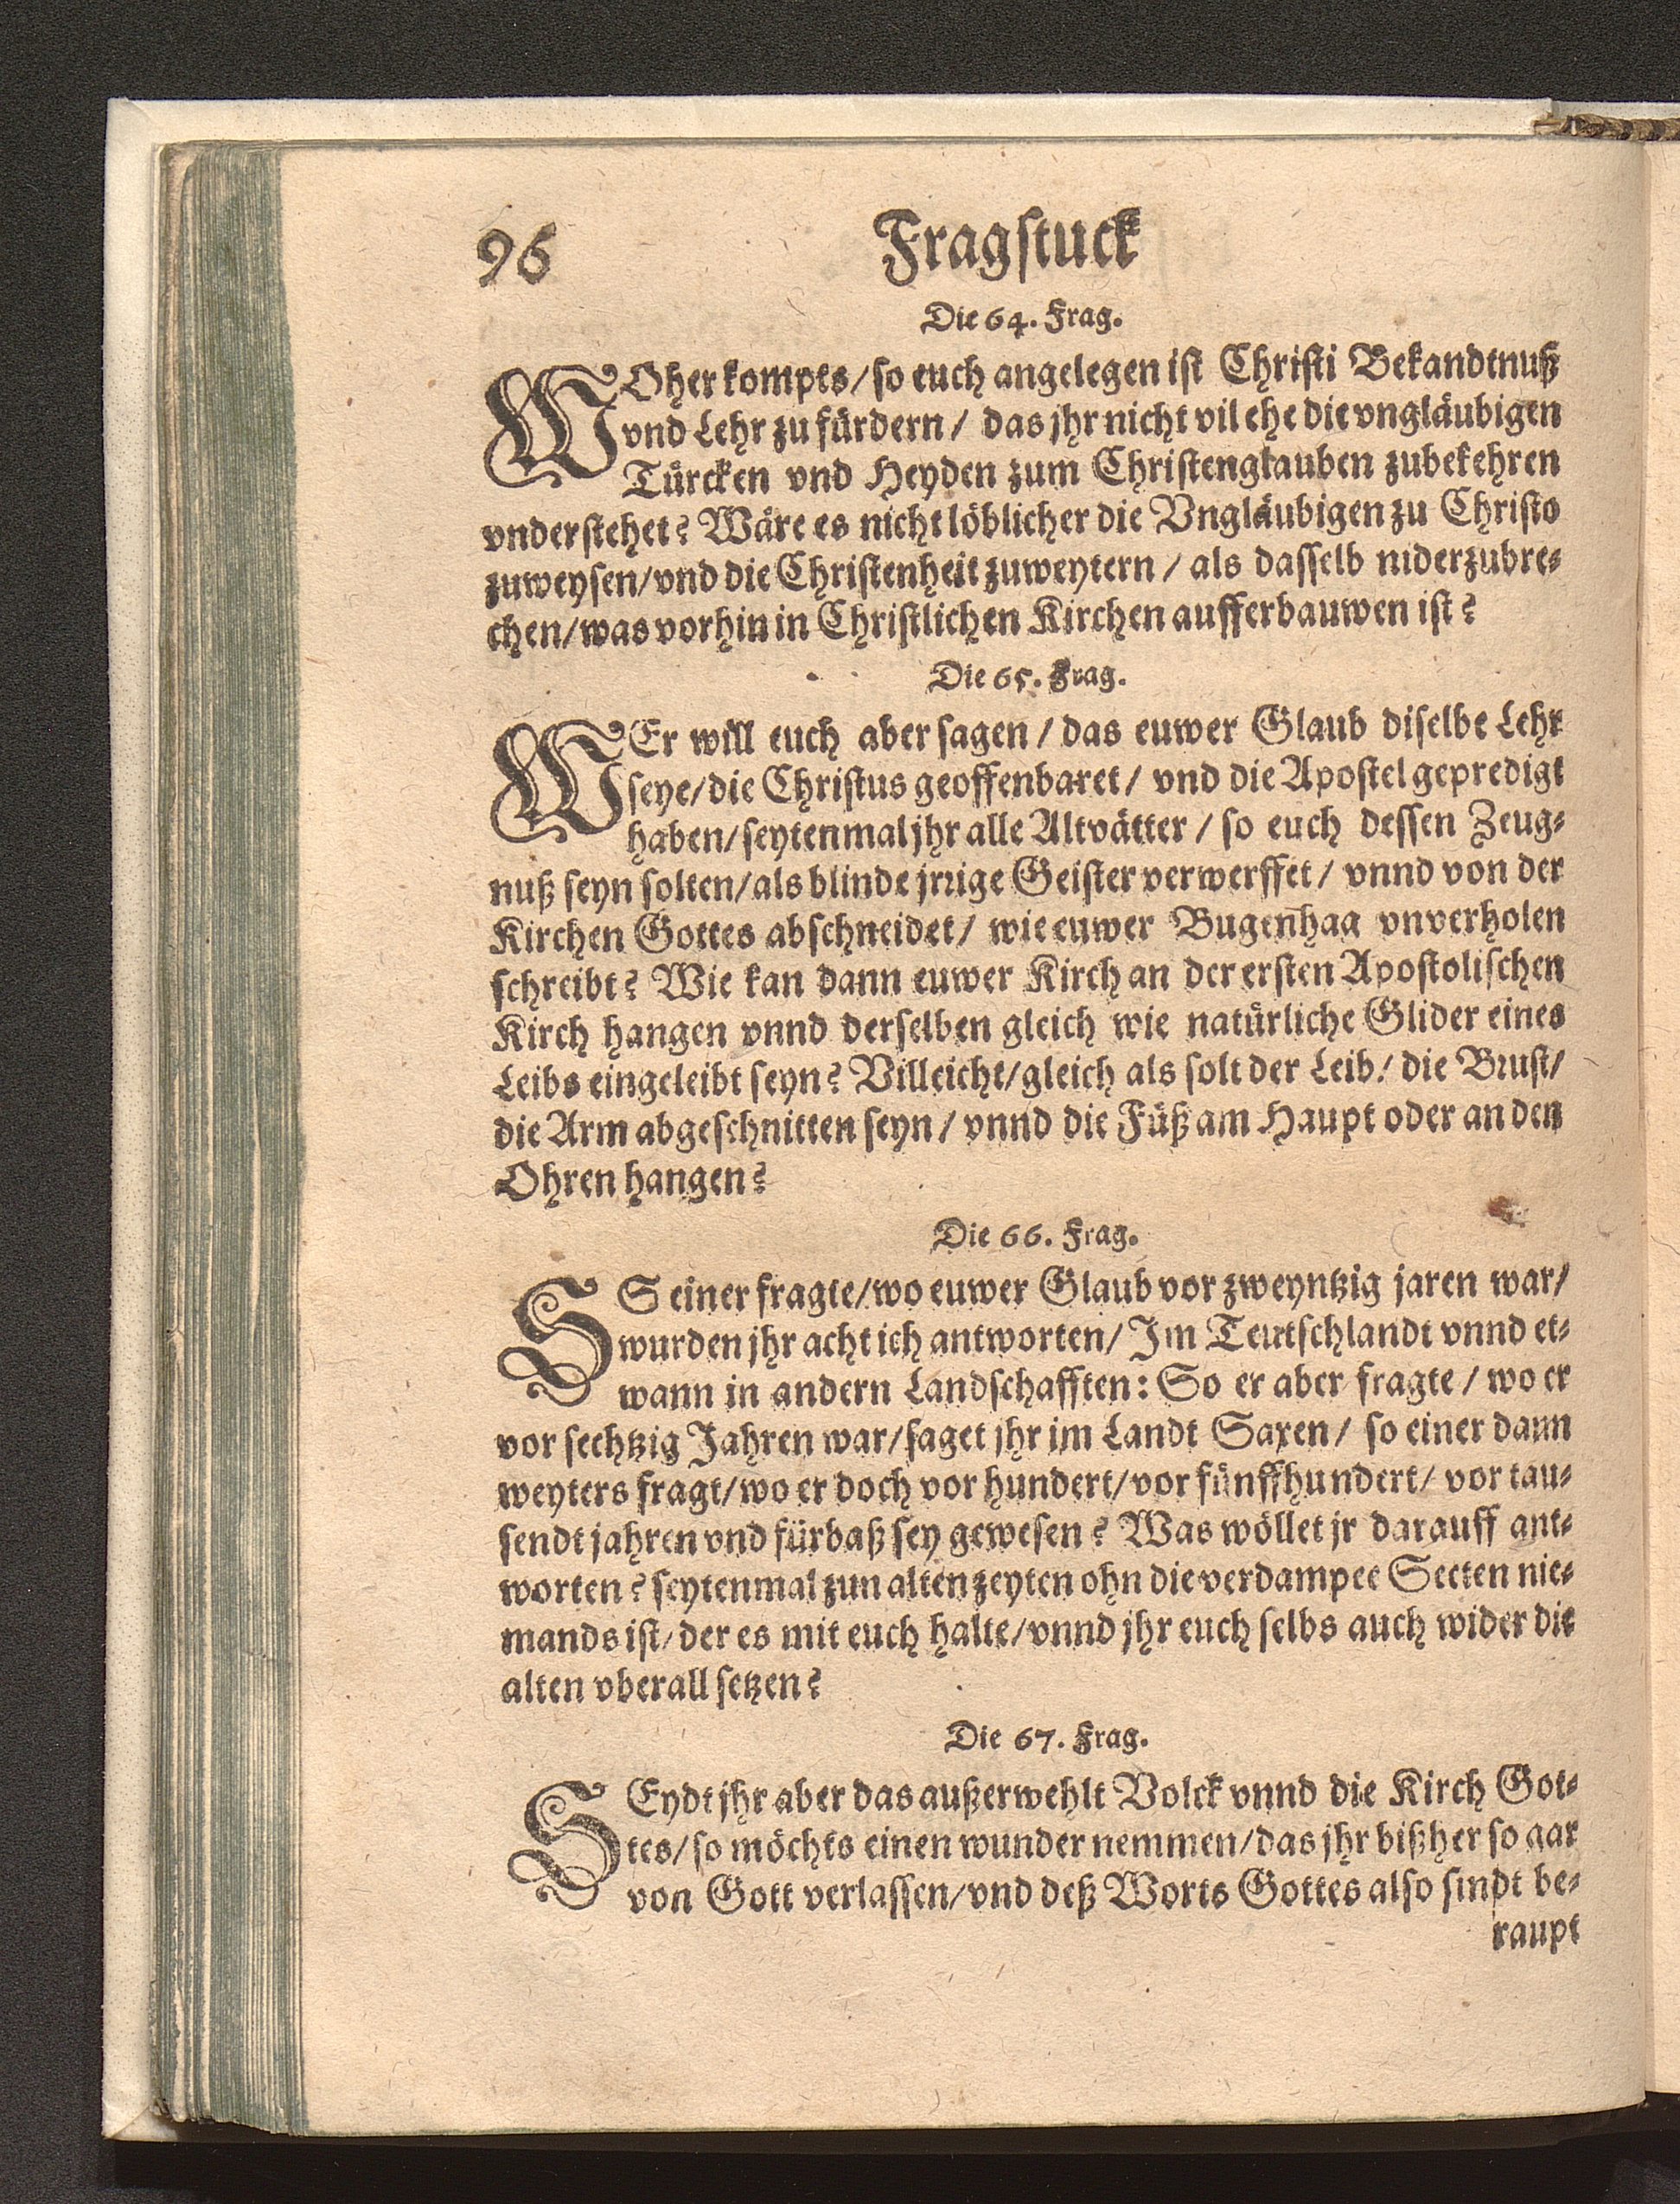 96 Fragstuck
Die 64. Frag.
WOher kompts/ so euch angelegen ist Christi Bekandtnuß
vnd Lehr zu fürdern/ das jhr nicht vil ehe die vngläubigen
Türcken vnd Heyden zum Christenglauben zubekehren
vnderstehet? Wäre es nicht löblicher die Vngläubigen zu Christo
zuweysen/ vnd die Christenheit zuweytern/ als dasselb niderzubre-
chen/ was vorhin in Christlichen Kirchen aufferbauwen ist?
Die 65. Frag.
WEr will euch aber sagen/ das euwer Glaub diselbe Lehr
seye/ die Christus geoffenbaret/ vnd die Apostel gepredigt
haben/ seytenmal jhr alle Altvätter/ so euch dessen Zeug-
nuß seyn solten/ als blinde jrrige Geister verwerffet/ vnnd von der
Kirchen Gottes abschneidet/ wie euwer Bugenhag vnverholen
schreibt? Wie kan dann euwer Kirch an der ersten Apostolischen
Kirch hangen vnnd derselben gleich wie natürliche Glider eines
Leibs eingeleibt seyn? Villeicht/ gleich als solt der Leib/ die Brust/
die Arm abgeschnitten seyn/ vnnd die Füß am Haupt oder an den
Ohren hangen?
Die 66. Frag.
SS einer fragte/ wo euwer Glaub vor zweyntzig jaren war/
wurden jhr acht ich antworten/ Im Teutschlandt vnnd et-
wann in andern Landschafften: So er aber fragte/ wo er
vor sechtzig Jahren war/ saget jhr im Landt Saxen/ so einer dann
weyters fragt/ wo er doch vor hundert/ vor fünffhundert/ vor tau-
sendt jahren vnd fürbaß sey gewesen? Was wöllet jr darauff ant-
worten? seytenmal zun alten zeyten ohn die verdampte Secten nie-
mands ist/ der es mit euch halte/ vnnd jhr euch selbs auch wider die
alten vberall setzen?
Die 67. Frag.
SEydt jhr aber das außerwehlt Volck vnnd die Kirch Got-
tes/ so möchts einen wunder nemmen/ das jhr bißher so gar
von Gott verlassen/ vnd deß Worts Gottes also sindt be-
raupt